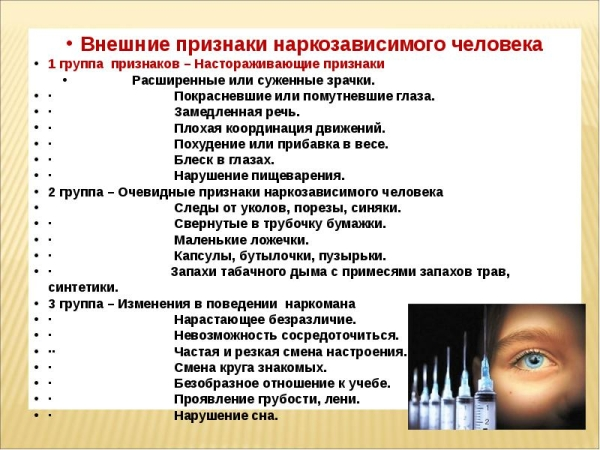 • Внешние признаки наркозависимого человека
• 1 группа признаков – Настораживающие признаки
• Расширенные или суженные зрачки.
• · Покрасневшие или помутневшие глаза.
• · Замедленная речь.
• · Плохая координация движений.
• · Похудение или прибавка в весе.
• · Блеск в глазах.
• · Нарушение пищеварения.
• 2 группа – Очевидные признаки наркозависимого человека
• Следы от уколов, порезы, синяки.
• · Свернутые в трубочку бумажки.
• · Маленькие ложечки.
• · Капсулы, бутылочки, пузырьки.
• · Запахи табачного дыма с примесями запахов трав,
синтетики.
• 3 группа – Изменения в поведении наркомана
• · Нарастающее безразличие.
• · Невозможность сосредоточиться.
• ·· Частая и резкая смена настроения.
• · Смена круга знакомых.
• · Безобразное отношение к учебе.
• · Проявление грубости, лени.
• · Нарушение сна.